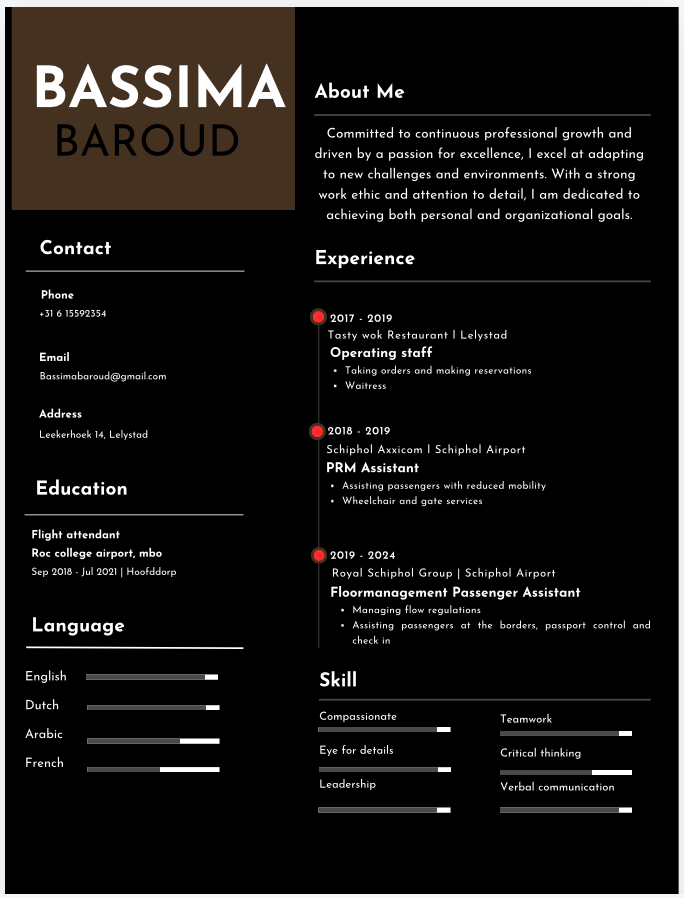 BASSIMA
BAROUD
Contact
Phone
+31 6 15592354
Email
Bassimabaroud@gmail.com
Address
Leekerhoek 14, Lelystad
Education
Flight attendant
Roc college airport, mbo
Sep 2018 - Jul 2021 | Hoofddorp
Language
English
Dutch
Arabic
French
About Me
Committed to continuous professional growth and
driven by a passion for excellence, I excel at adapting
to new challenges and environments. With a strong
work ethic and attention to detail, I am dedicated to
achieving both personal and organizational goals.
Experience
2017 - 2019
Tasty wok Restaurant l Lelystad
Operating staff
• Taking orders and making reservations
• Waitress
2018 - 2019
Schiphol Axxicom l Schiphol Airport
PRM Assistant
• Assisting passengers with reduced mobility
• Wheelchair and gate services
2019 - 2024
Royal Schiphol Group | Schiphol Airport
Floormanagement Passenger Assistant
• Managing flow regulations
• Assisting passengers at the borders, passport control and
check in
Skill
Compassionate
Eye for details
Leadership
Teamwork
Critical thinking
Verbal communication